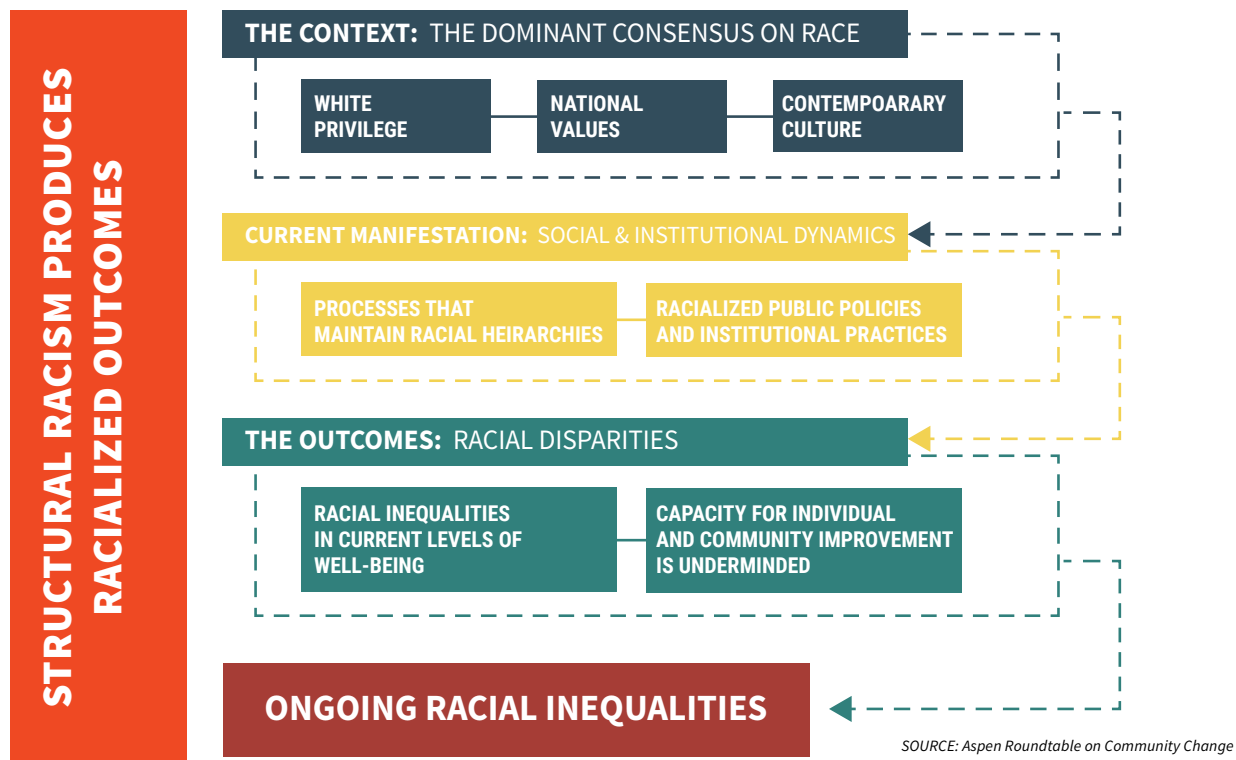 STRUCTURAL RACISM PRODUCES
RACIALIZED OUTCOMES
THE CONTEXT: THE DOMINANT CONSENSUS ON RACE
WHITE
PRIVILEGE
NATIONAL
VALUES
CONTEMPOARARY
CULTURE
CURRENT MANIFESTATION: SOCIAL & INSTITUTIONAL DYNAMICS
PROCESSES THAT
MAINTAIN RACIAL HEIRARCHIES
RACIALIZED PUBLIC POLICIES
AND INSTITUTIONAL PRACTICES
THE OUTCOMES: RACIAL DISPARITIES
RACIAL INEQUALITIES
IN CURRENT LEVELS OF
WELL-BEING
CAPACITY FOR INDIVIDUAL
AND COMMUNITY IMPROVEMENT
IS UNDERMINDED
ONGOING RACIAL INEQUALITIES
SOURCE: Aspen Roundtable on Community Change